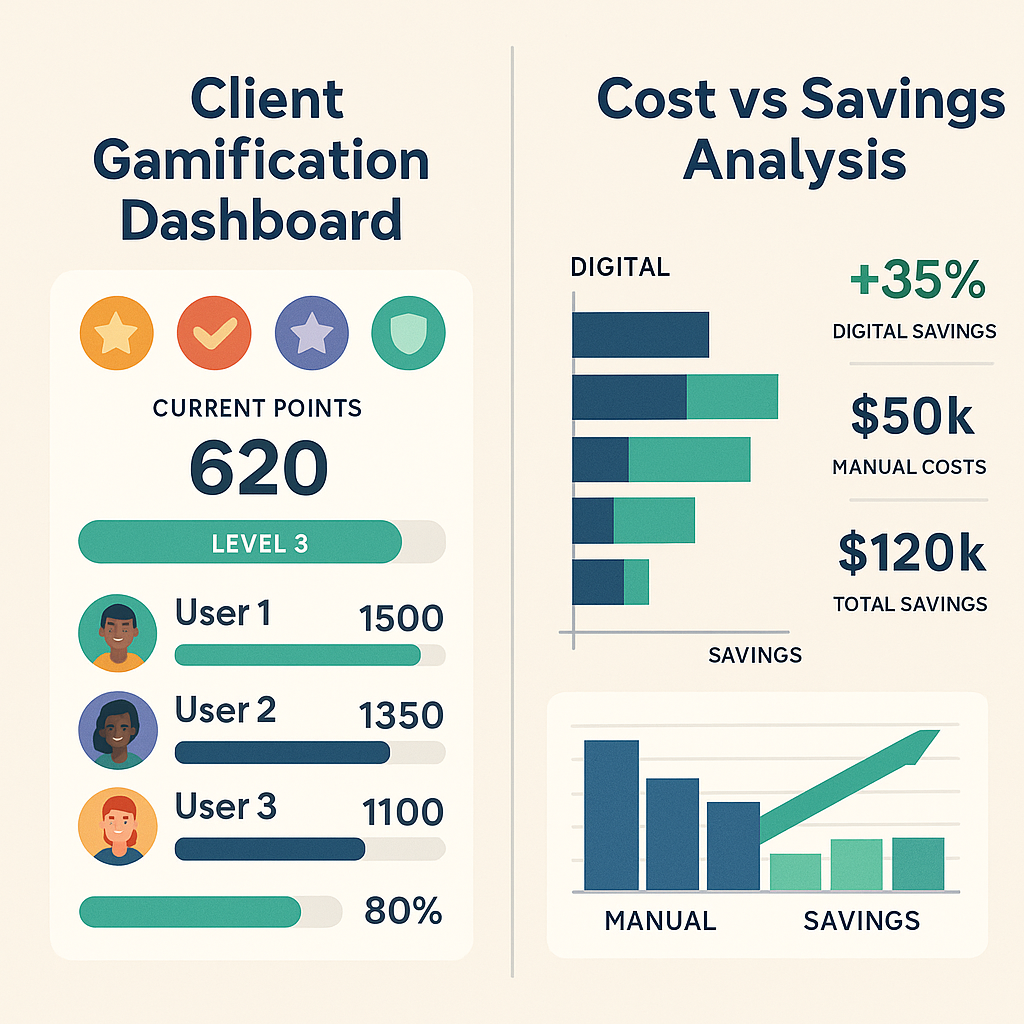 Client
Gamification
Dashboard
CURRENT POINTS
620
LEVEL 3
User 1 1500
User 2 1350
User 3 1100
80%
Cost vs Savings
Analysis
DIGITAL
+35%
DIGITAL SAVINGS
$50k
MANUAL COSTS
$120k
TOTAL SAVINGS
SAVINGS
MANUAL SAVINGS